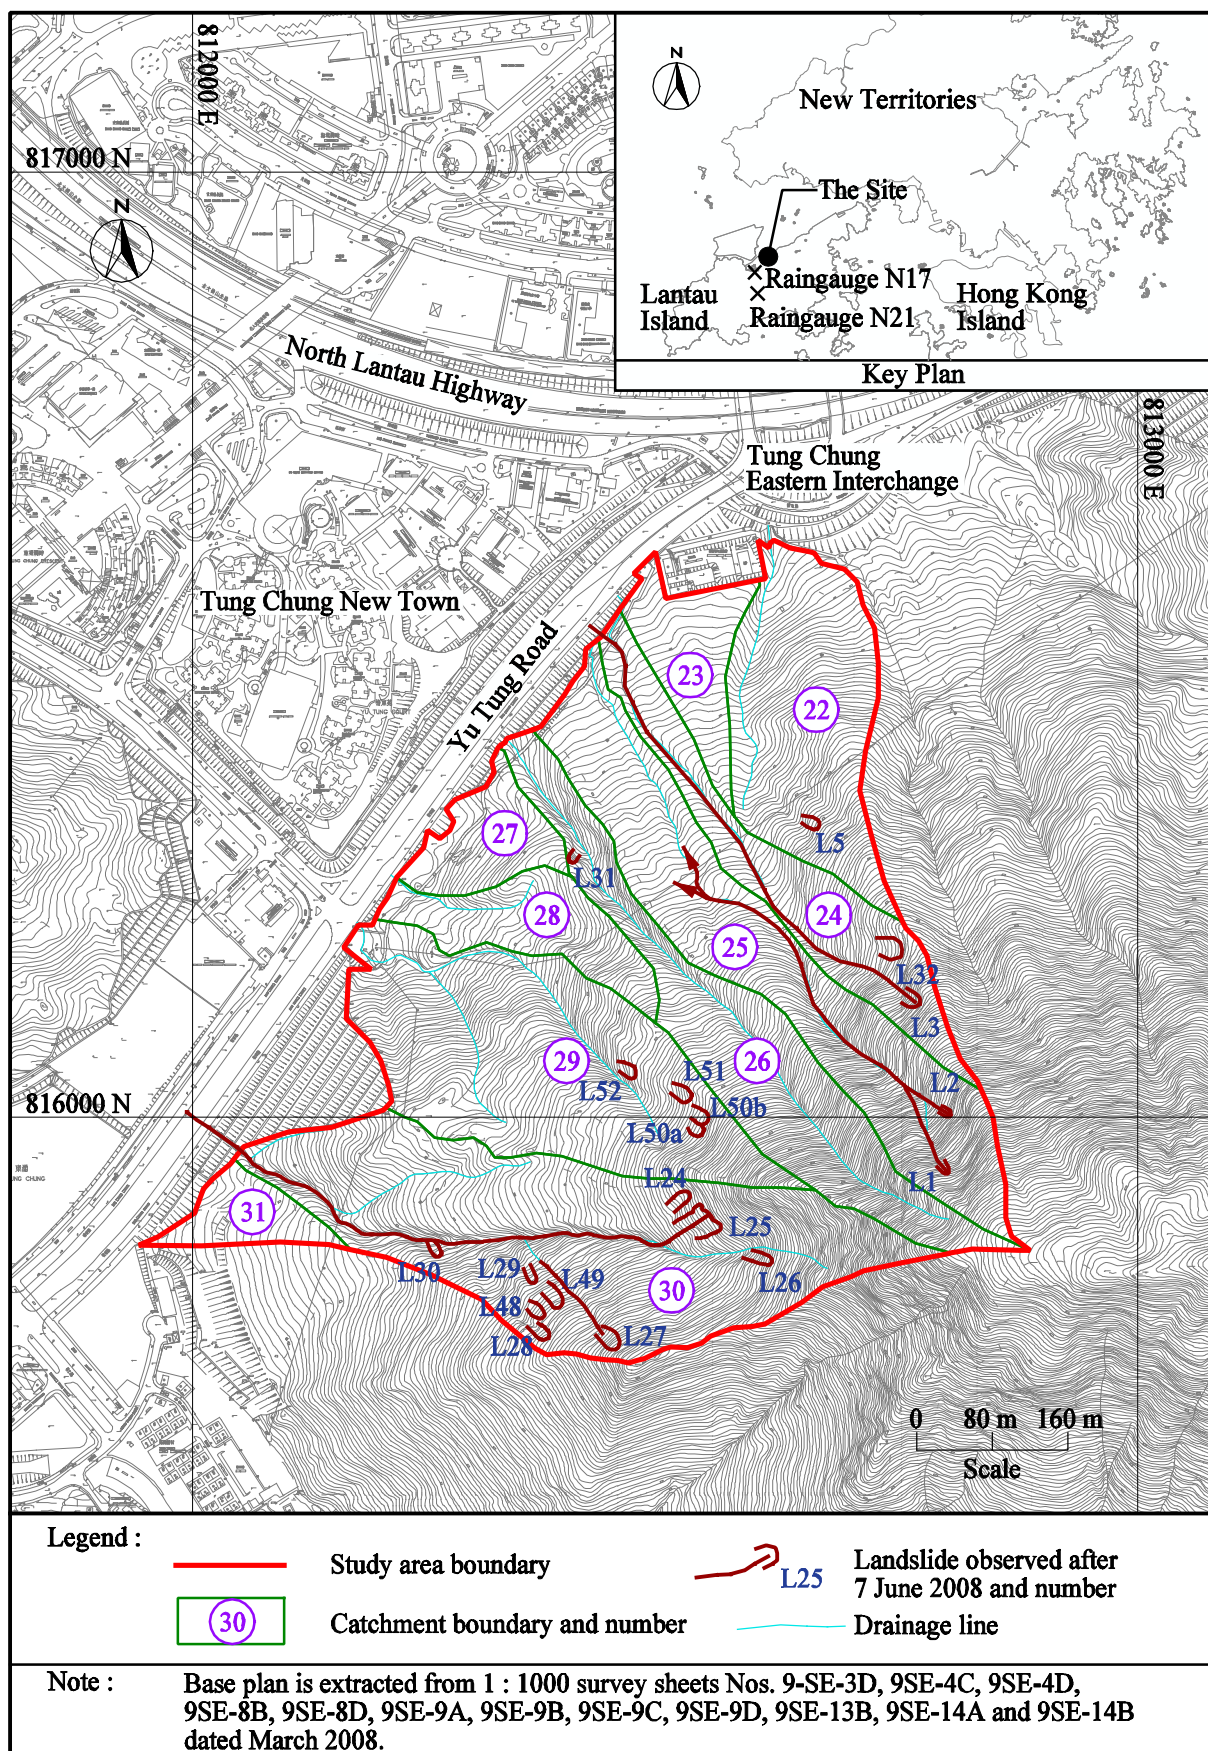 812000 E
817000 N
N
N
New Territories
The Site
Raingauge N17
Raingauge N21
Lantau
Island
Hong Kong
Island
Key Plan
North Lantau Highway
813000 E
Tung Chung
Eastern Interchange
Tung Chung New Town
Yu Tung Road
23
22
27
L5
L31
28
24
25
L32
L3
29
26
L51
L52
L2
816000 N
L50b
L50a
L24
L1
31
L25
L30
L29
L49
L26
30
L48
L28
L27
0 80 m 160 m
Scale
Legend :
Study area boundary
L25
Landslide observed after
7 June 2008 and number
30
Catchment boundary and number
Drainage line
Note :
Base plan is extracted from 1 : 1000 survey sheets Nos. 9-SE-3D, 9SE-4C, 9SE-4D,
9SE-8B, 9SE-8D, 9SE-9A, 9SE-9B, 9SE-9C, 9SE-9D, 9SE-13B, 9SE-14A and 9SE-14B
dated March 2008.